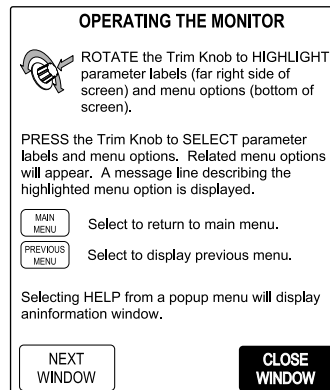 OPERATING THE MONITOR
ROTATE the Trim Knob to HIGHLIGHT
parameter labels (far right side of
screen) and menu options (bottom of
screen).
PRESS the Trim Knob to SELECT parameter
labels and menu options. Related menu options
will appear. A message line describing the
highlighted menu option is displayed.
MAIN
MENU
Select to return to main menu.
PREVIOUS
MENU
Select to display previous menu.
Selecting HELP from a popup menu will display
aninformation window.
NEXT
WINDOW
CLOSE
WINDOW